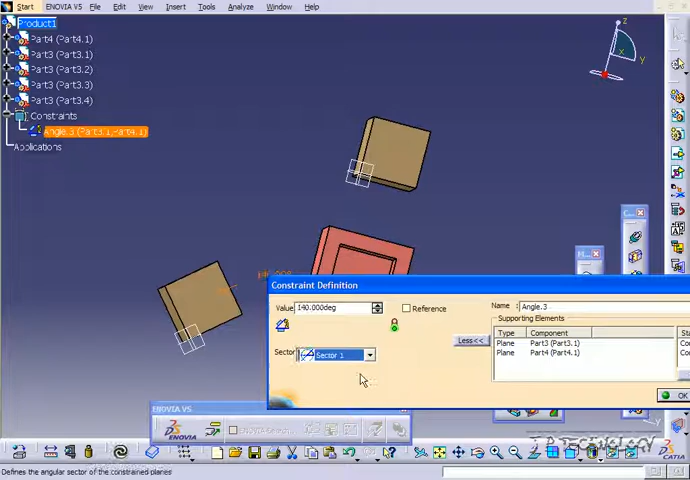 Start ENOVIA V5 File Edit View Insert Tools Analyze Window Help
Product1
Part4 (Part4.1)
Part3 (Part3.1)
Part3 (Part3.2)
Part3 (Part3.3)
Part3 (Part3.4)
Constraints
Angle.3 (Part3.1,Part4.1)
Applications
z
x
y
Constraint Definition
Value 140.000deg
Reference
Name : Angle.3
Supporting Elements
Type Component
Plane Part3 (Part3.1)
Plane Part4 (Part4.1)
Less<<
Sector Sector 1
OK
ENOVIA V5
ENOVIA
CATIA
Defines the angular sector of the constrained planes